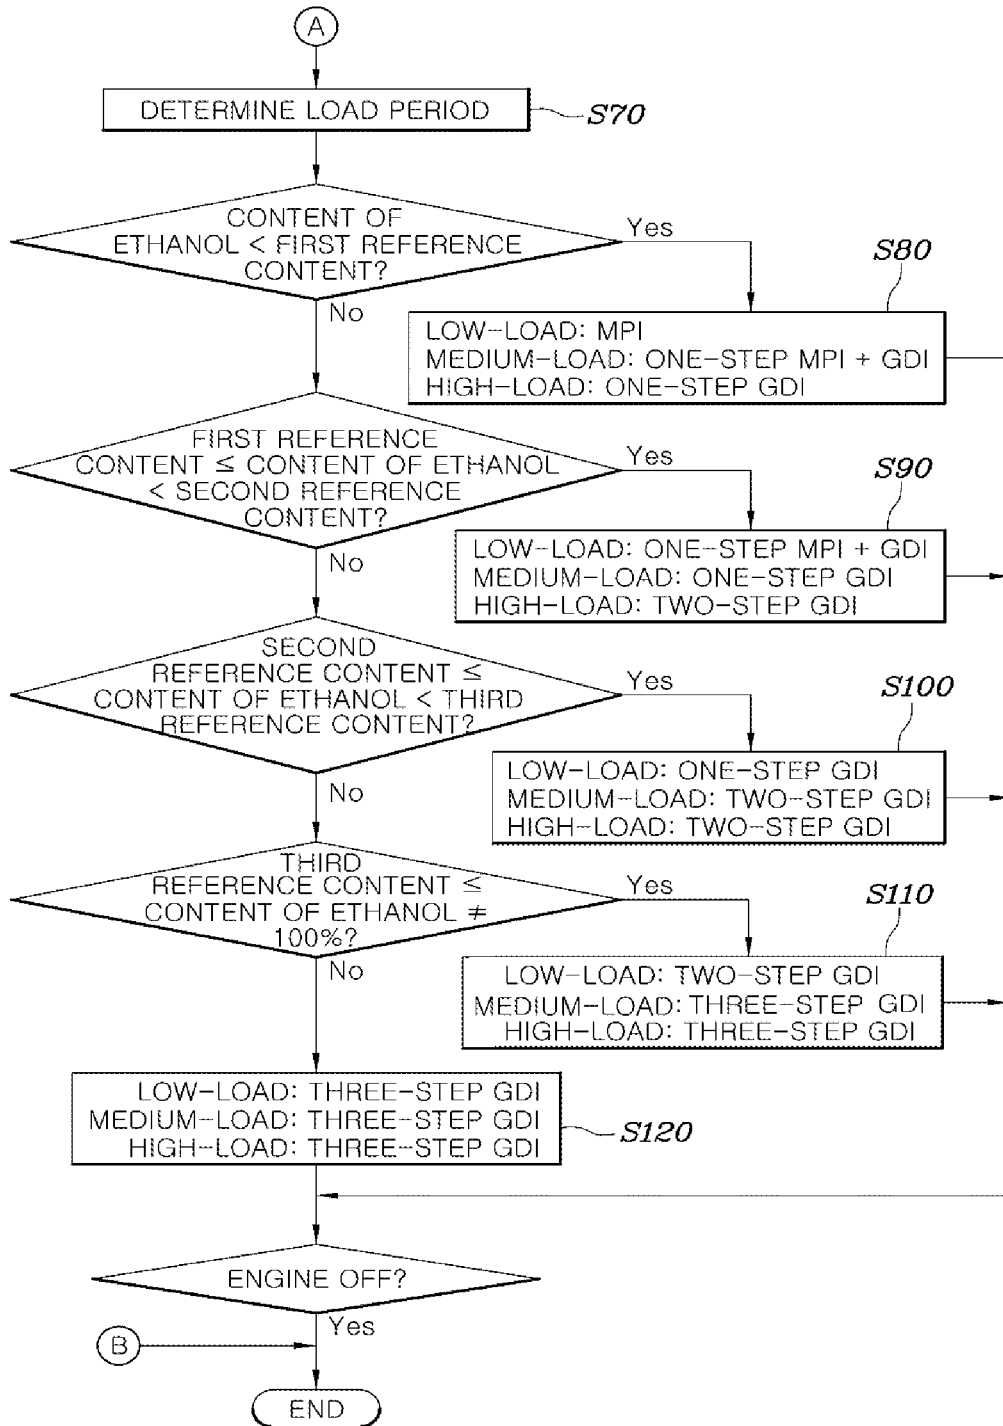 A
DETERMINE LOAD PERIOD
S70
CONTENT OF
ETHANOL < FIRST REFERENCE
CONTENT?
Yes
No
S80
LOW-LOAD: MPI
MEDIUM-LOAD: ONE-STEP MPI + GDI
HIGH-LOAD: ONE-STEP GDI
FIRST REFERENCE
CONTENT ≤ CONTENT OF ETHANOL
< SECOND REFERENCE
CONTENT?
Yes
No
S90
LOW-LOAD: ONE-STEP MPI + GDI
MEDIUM-LOAD: ONE-STEP GDI
HIGH-LOAD: TWO-STEP GDI
SECOND
REFERENCE CONTENT ≤
CONTENT OF ETHANOL < THIRD
REFERENCE CONTENT?
Yes
No
S100
LOW-LOAD: ONE-STEP GDI
MEDIUM-LOAD: TWO-STEP GDI
HIGH-LOAD: TWO-STEP GDI
THIRD
REFERENCE CONTENT ≤
CONTENT OF ETHANOL ≠
100%?
Yes
No
S110
LOW-LOAD: TWO-STEP GDI
MEDIUM-LOAD: THREE-STEP GDI
HIGH-LOAD: THREE-STEP GDI
LOW-LOAD: THREE-STEP GDI
MEDIUM-LOAD: THREE-STEP GDI
HIGH-LOAD: THREE-STEP GDI
S120
ENGINE OFF?
Yes
B
END